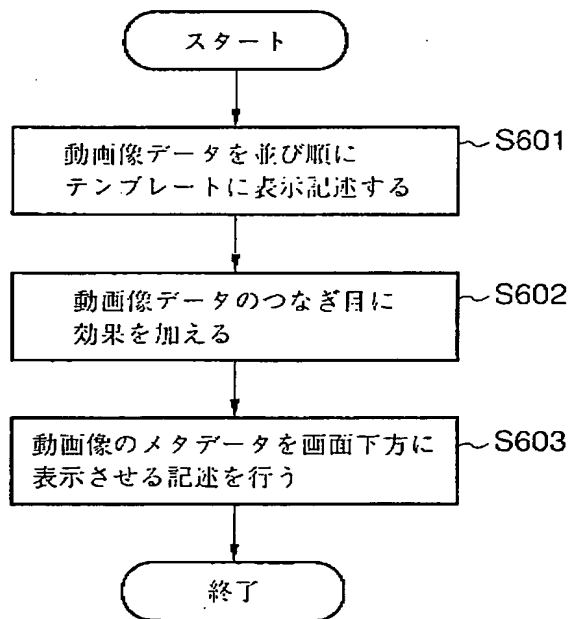 スタート
動画像データを並び順に
テンプレートに表示記述する
S601
動画像データのつなぎ目に
効果を加える
S602
動画像のメタデータを画面下方に
表示させる記述を行う
S603
終了